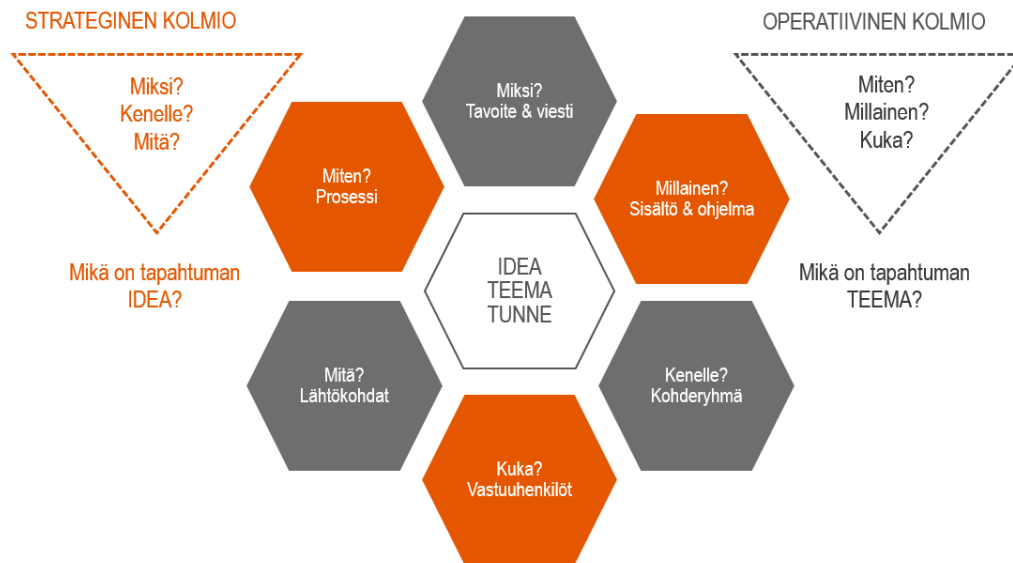 STRATEGINEN KOLMIO
Miksi?
Kenelle?
Mitä?
Mikä on tapahtuman
IDEA?
Miksi?
Tavoite & viesti
Miten?
Prosessi
Millainen?
Sisältö & ohjelma
IDEA
TEEMA
TUNNE
Mitä?
Lähtökohdat
Kenelle?
Kohderyhmä
Kuka?
Vastuuhenkilöt
OPERATIIVINEN KOLMIO
Miten?
Millainen?
Kuka?
Mikä on tapahtuman
TEEMA?